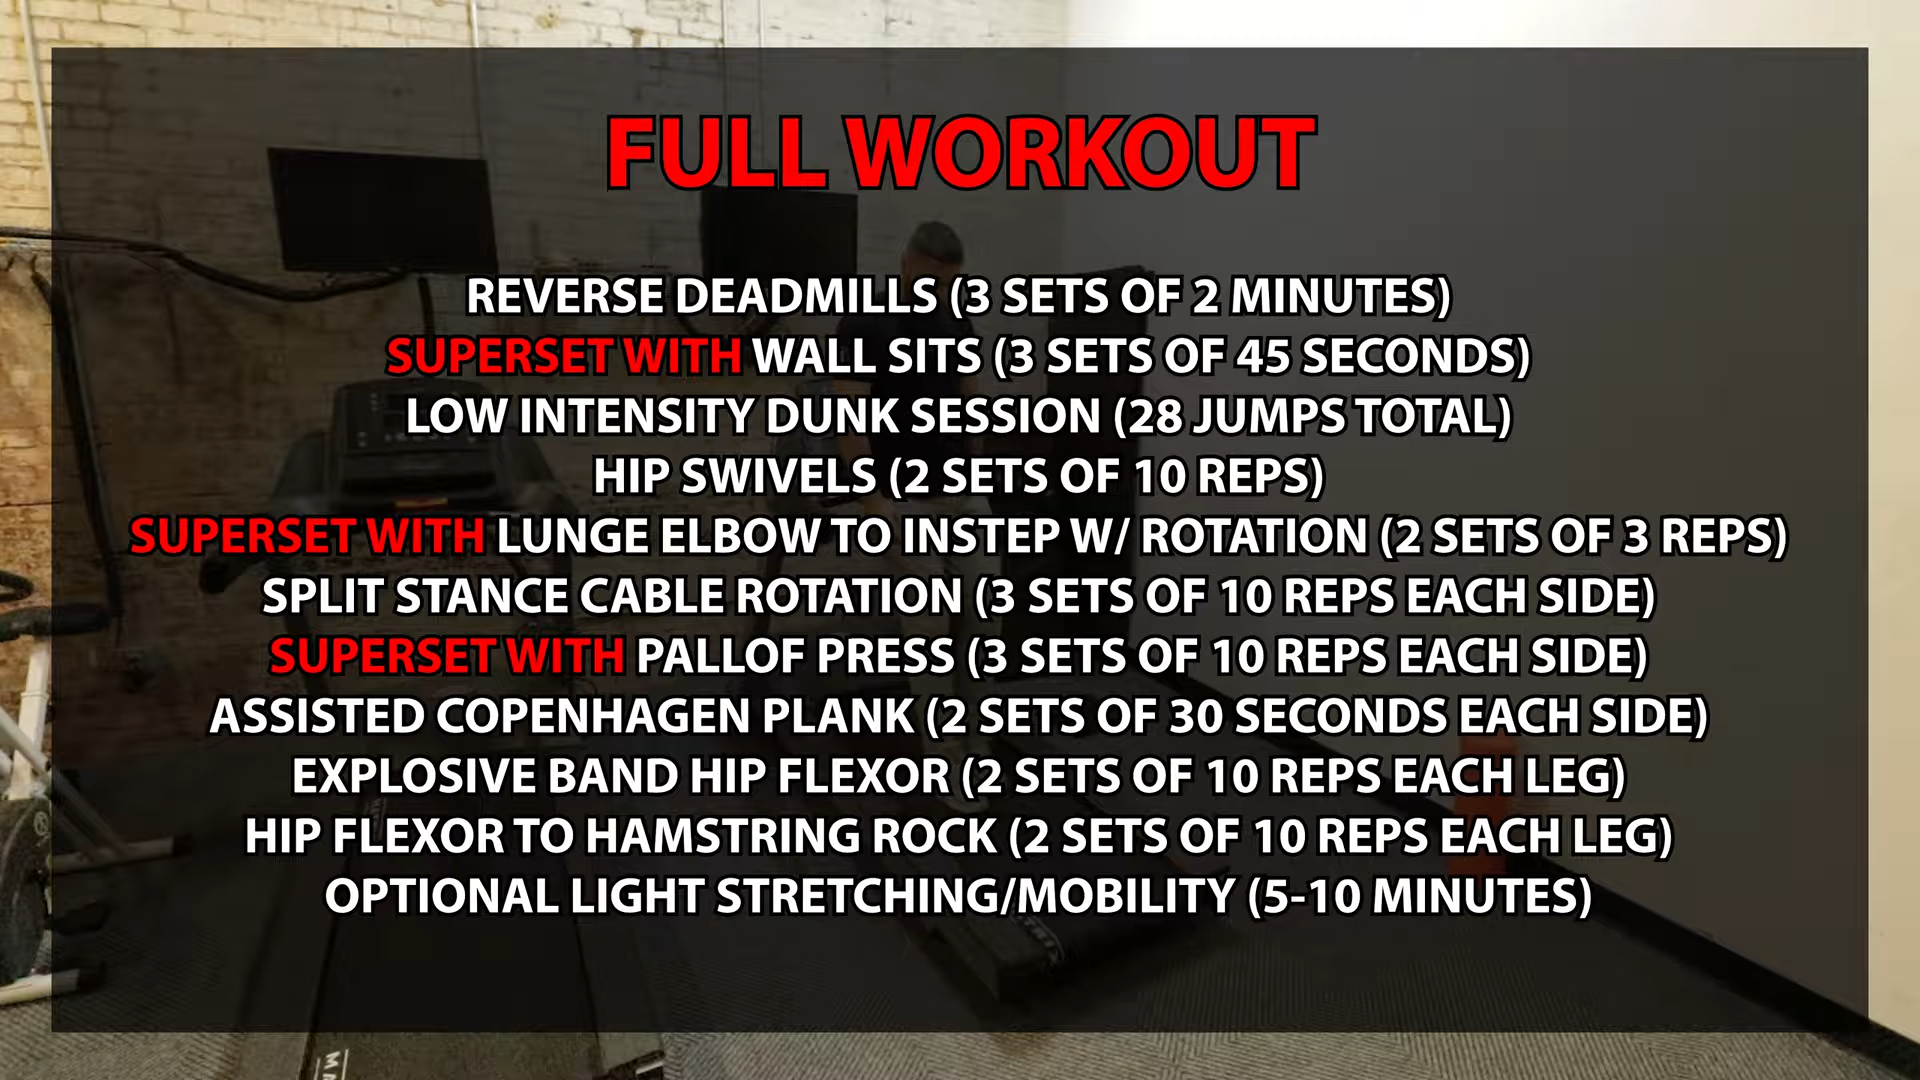 FULL WORKOUT
REVERSE DEADMILLS (3 SETS OF 2 MINUTES)
SUPERSET WITH WALL SITS (3 SETS OF 45 SECONDS)
LOW INTENSITY DUNK SESSION (28 JUMPS TOTAL)
HIP SWIVELS (2 SETS OF 10 REPS)
SUPERSET WITH LUNGE ELBOW TO INSTEP W/ ROTATION (2 SETS OF 3 REPS)
SPLIT STANCE CABLE ROTATION (3 SETS OF 10 REPS EACH SIDE)
SUPERSET WITH PALLOF PRESS (3 SETS OF 10 REPS EACH SIDE)
ASSISTED COPENHAGEN PLANK (2 SETS OF 30 SECONDS EACH SIDE)
EXPLOSIVE BAND HIP FLEXOR (2 SETS OF 10 REPS EACH LEG)
HIP FLEXOR TO HAMSTRING ROCK (2 SETS OF 10 REPS EACH LEG)
OPTIONAL LIGHT STRETCHING/MOBILITY (5-10 MINUTES)